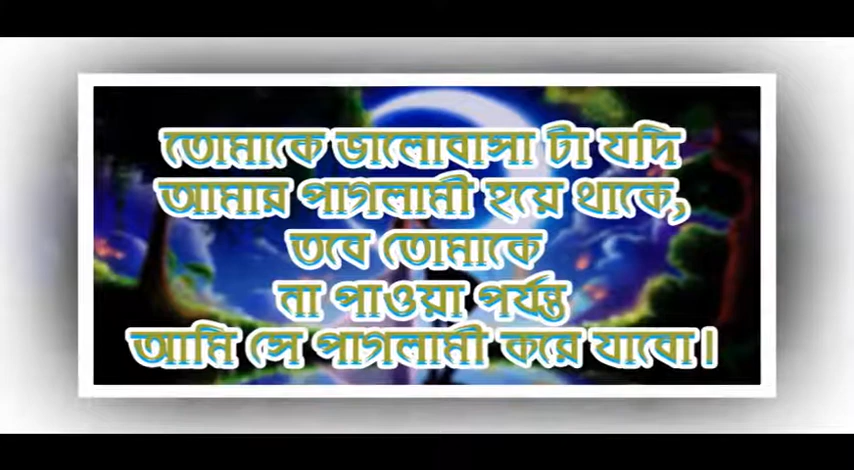 তোমাকে ভালোবাসা টা যদি
আমার পাগলামী হয়ে থাকে,
তবে তোমাকে
না পাওয়া পর্যন্ত
আমি সে পাগলামী করে যাবো।